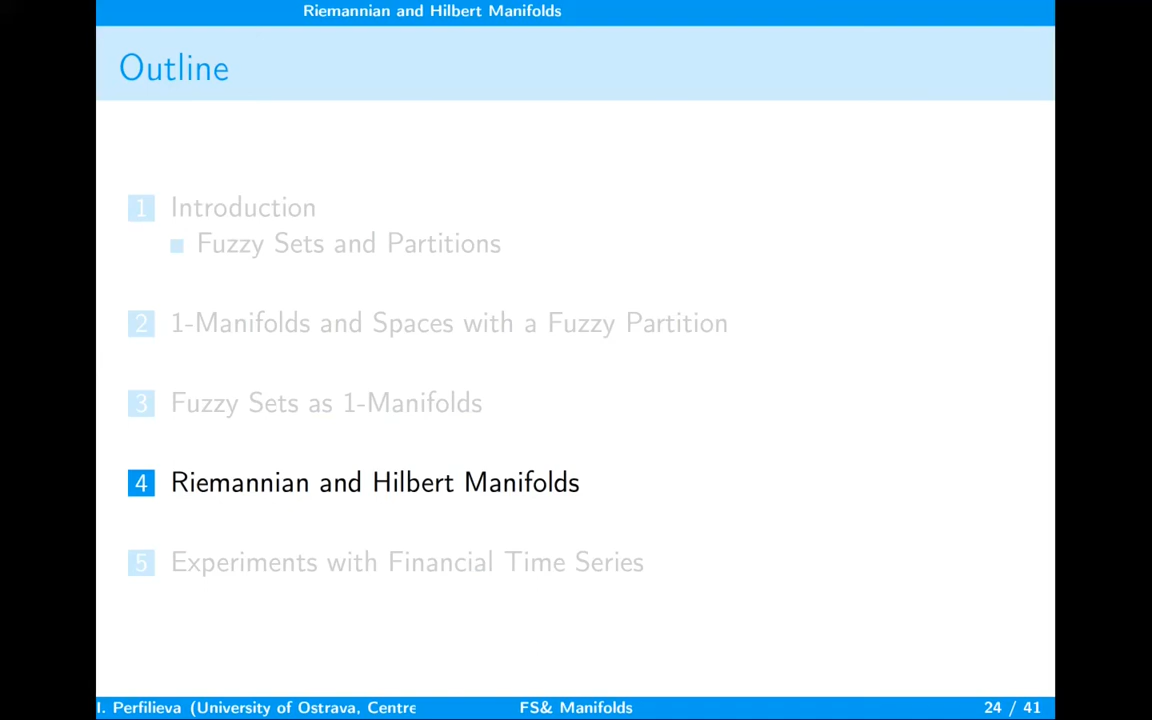 Riemannian and Hilbert Manifolds
Outline
1 Introduction
Fuzzy Sets and Partitions
2 1-Manifolds and Spaces with a Fuzzy Partition
3 Fuzzy Sets as 1-Manifolds
4 Riemannian and Hilbert Manifolds
5 Experiments with Financial Time Series
I. Perfilieva (University of Ostrava, Centre FS& Manifolds 24 / 41